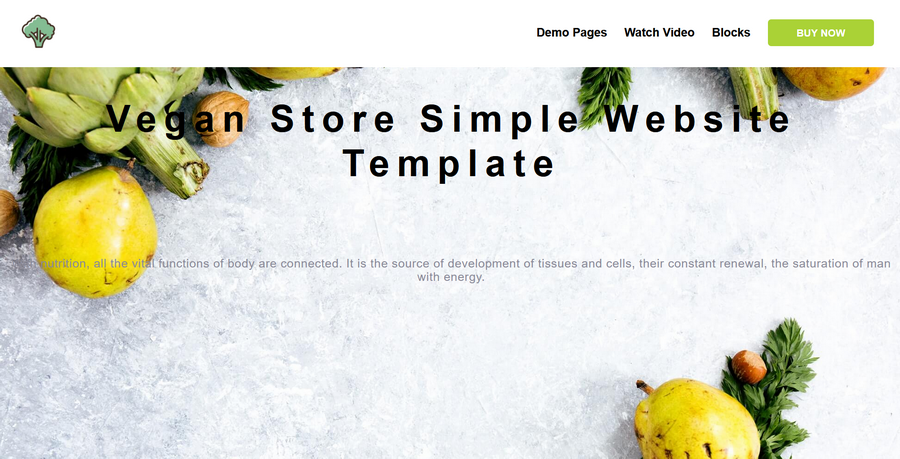 Demo Pages Watch Video Blocks BUY NOW
Vegan Store Simple Website
Template
nutrition, all the vital functions of body are connected. It is the source of development of tissues and cells, their constant renewal, the saturation of man
with energy.